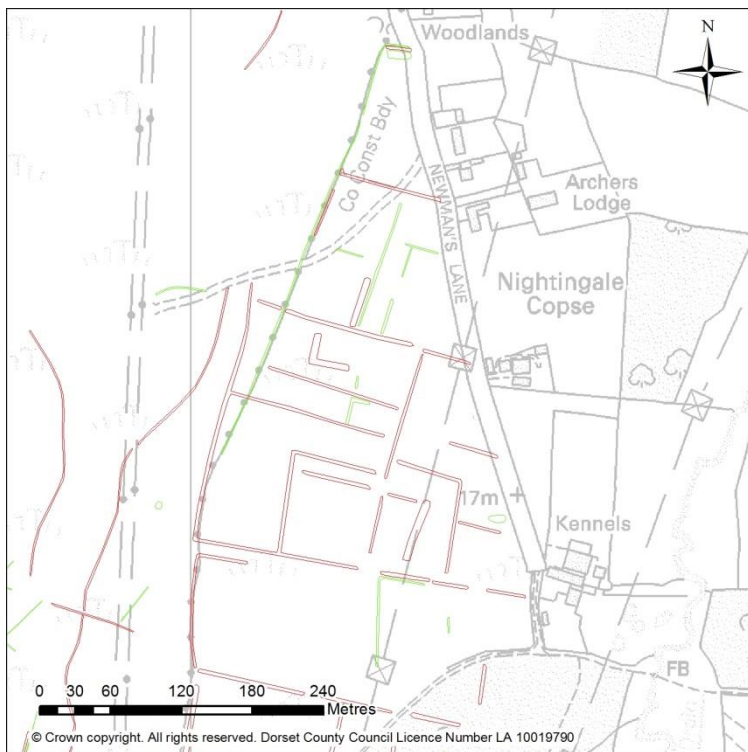 Woodlands
N
Co Const Bdy
NEWMAN'S LANE
Archers
Lodge
Nightingale
Copse
17m
Kennels
FB
0 30 60 120 180 240
Metres
© Crown copyright. All rights reserved. Dorset County Council Licence Number LA 10019790